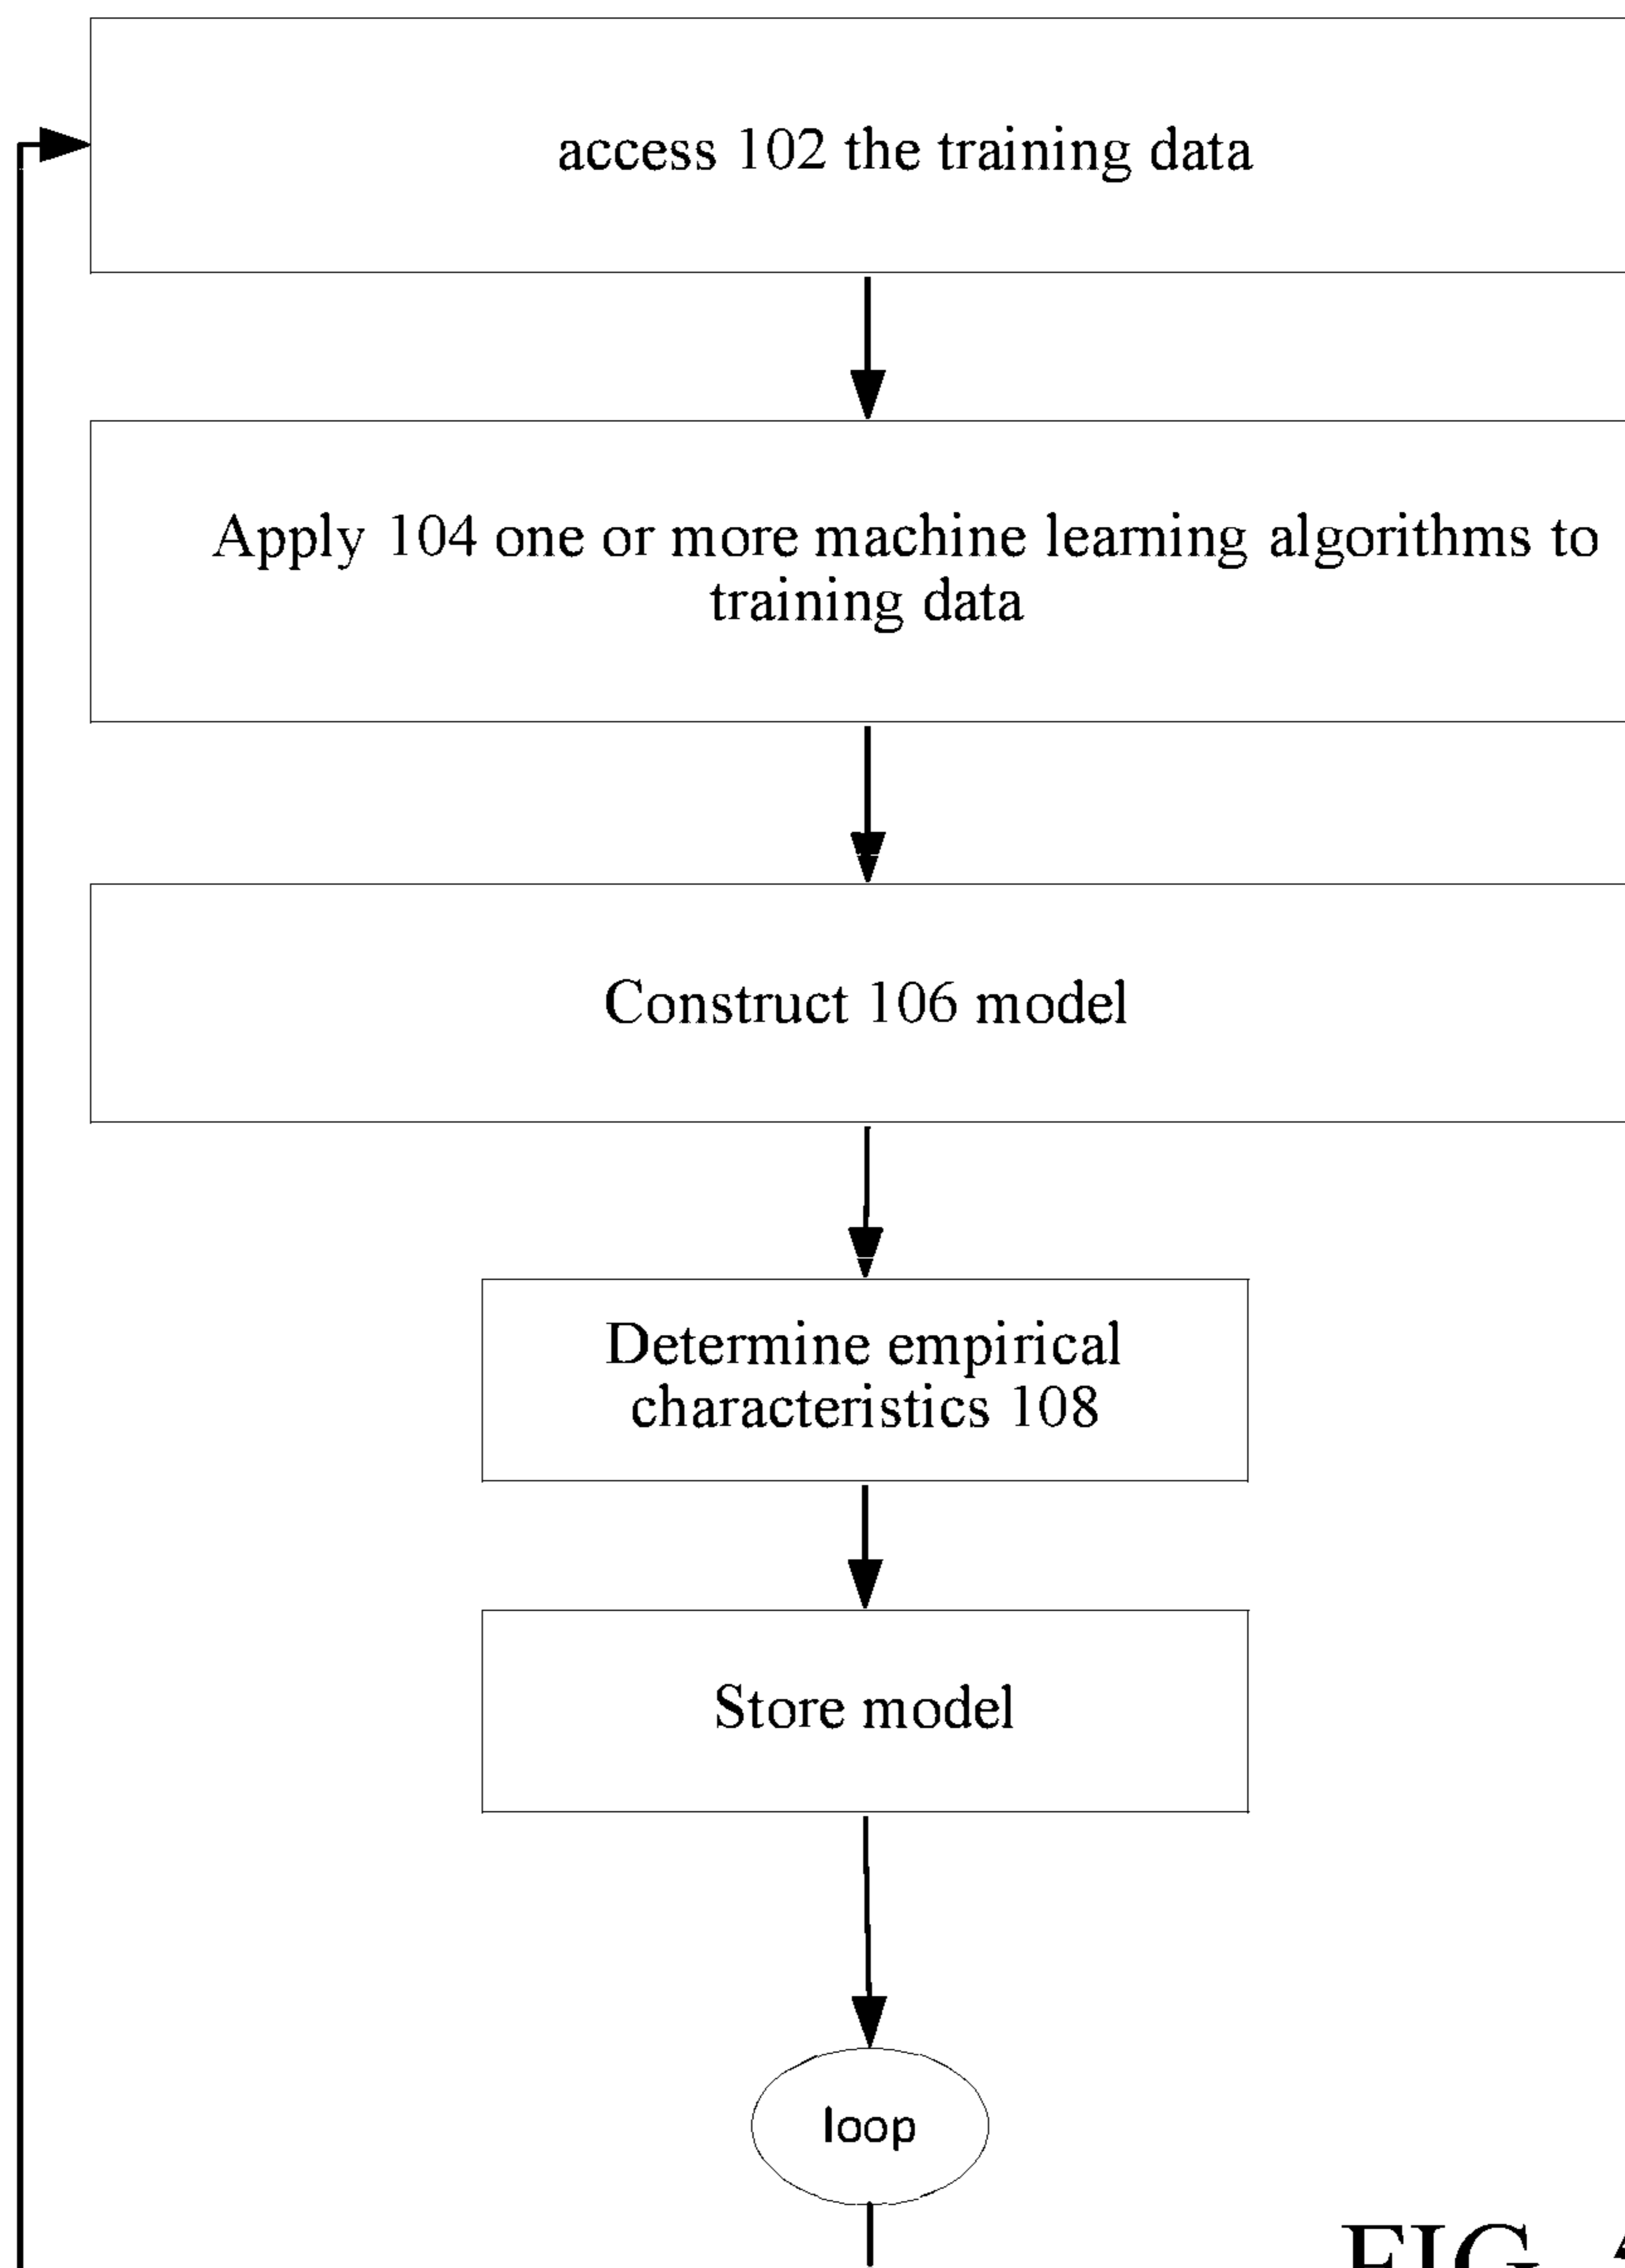 access 102 the training data
Apply 104 one or more machine learning algorithms to
training data
Construct 106 model
Determine empirical
characteristics 108
Store model
loop
FIG.